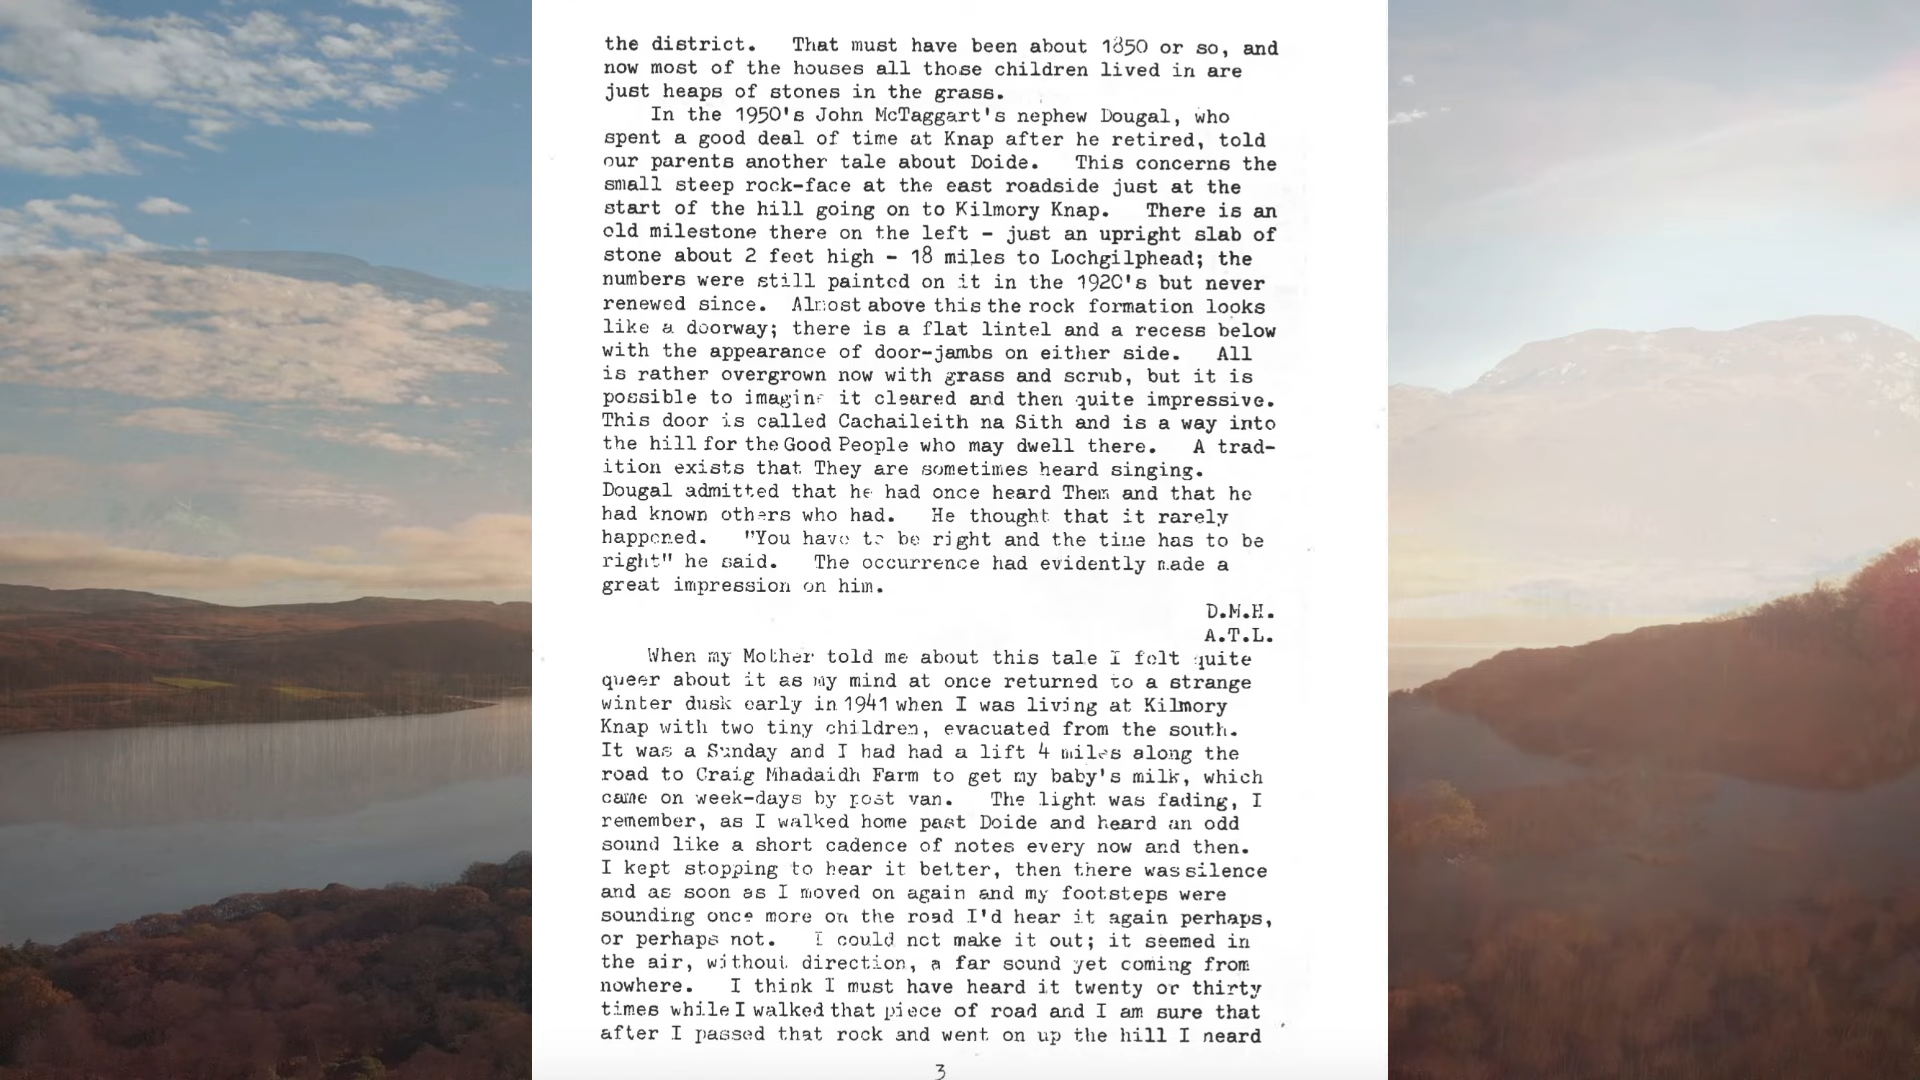 the district. That must have been about 1850 or so, and
now most of the houses all those children lived in are
just heaps of stones in the grass.
In the 1950's John McTaggart's nephew Dougal, who
spent a good deal of time at Knap after he retired, told
our parents another tale about Doide. This concerns the
small steep rock-face at the east roadside just at the
start of the hill going on to Kilmory Knap. There is an
old milestone there on the left - just an upright slab of
stone about 2 feet high - 18 miles to Lochgilphead; the
numbers were still painted on it in the 1920's but never
renewed since. Almost above this the rock formation looks
like a doorway; there is a flat lintel and a recess below
with the appearance of door-jambs on either side. All
is rather overgrown now with grass and scrub, but it is
possible to imagine it cleared and then quite impressive.
This door is called Cachaileith na Sith and is a way into
the hill for the Good People who may dwell there. A trad-
ition exists that They are sometimes heard singing.
Dougal admitted that he had once heard Them and that he
had known others who had. He thought that it rarely
happened. "You have to be right and the time has to be
right" he said. The occurrence had evidently made a
great impression on him.
D.M.H.
A.T.L.
When my Mother told me about this tale I felt quite
queer about it as my mind at once returned to a strange
winter dusk early in 1941 when I was living at Kilmory
Knap with two tiny children, evacuated from the south.
It was a Sunday and I had had a lift 4 miles along the
road to Craig Mhadaidh Farm to get my baby's milk, which
came on week-days by post van. The light was fading, I
remember, as I walked home past Doide and heard an odd
sound like a short cadence of notes every now and then.
I kept stopping to hear it better, then there was silence
and as soon as I moved on again and my footsteps were
sounding once more on the road I'd hear it again perhaps,
or perhaps not. I could not make it out; it seemed in
the air, without direction, a far sound yet coming from
nowhere. I think I must have heard it twenty or thirty
times while I walked that piece of road and I am sure that
after I passed that rock and went on up the hill I heard
3